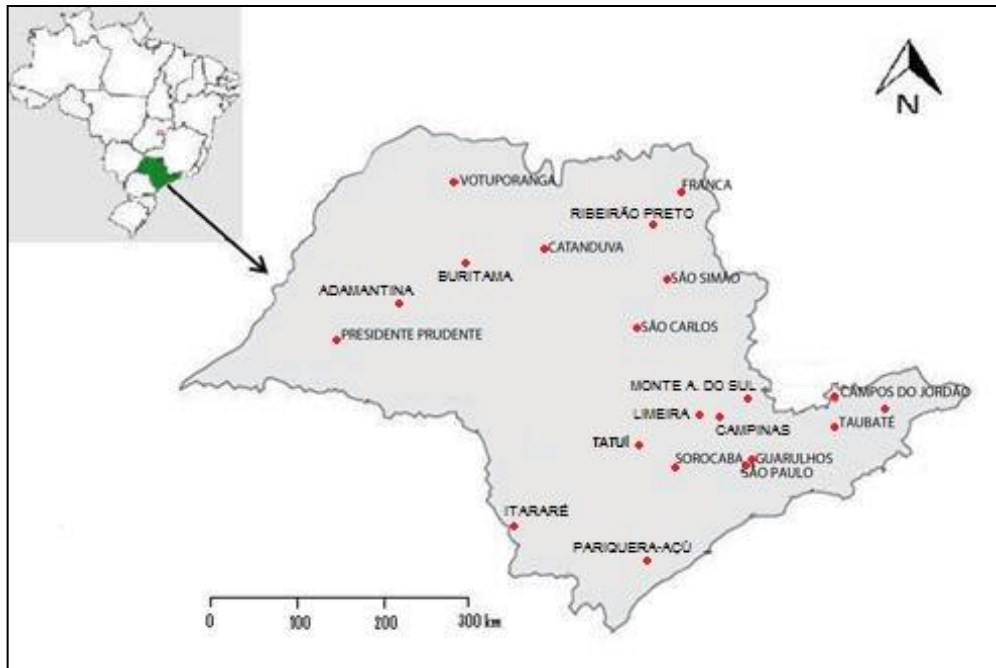 N
VOTUPORANGA
FRANCA
RIBEIRÃO PRETO
CATANDUVA
BURITAMA
SÃO SIMÃO
ADAMANTINA
SÃO CARLOS
PRESIDENTE PRUDENTE
MONTE A. DO SUL
CAMPOS DO JORDÃO
LIMEIRA
CAMPINAS
TAUBATÉ
TATUÍ
SOROCABA
GUARULHOS
SÃO PAULO
ITARARÉ
PARIQUERA-AÇÚ
0 100 200 300 km